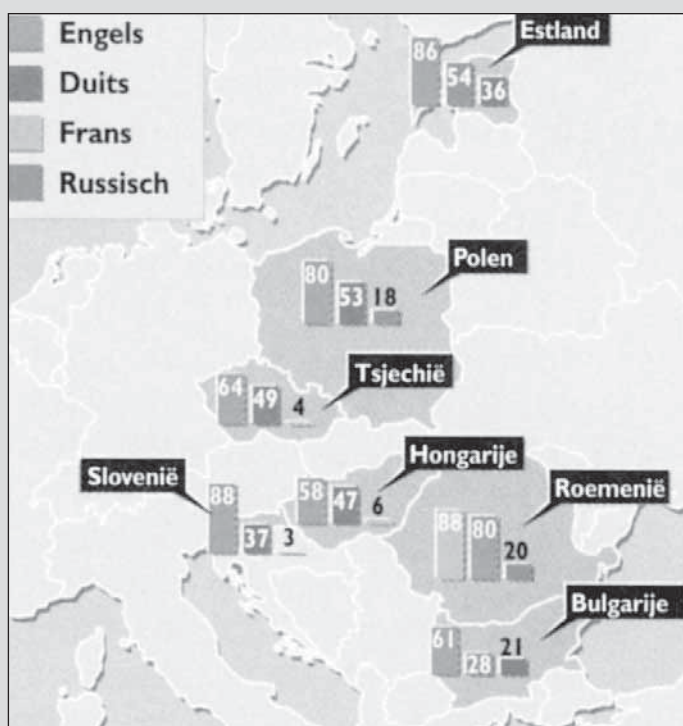 Engels
Duits
Frans
Russisch
Estland
86 54 36
Polen
80 53 18
Tsjechië
64 49 4
Hongarije
58 47 6
Slovenië
88 37 3
Roemenië
88 80 20
Bulgarije
61 28 21